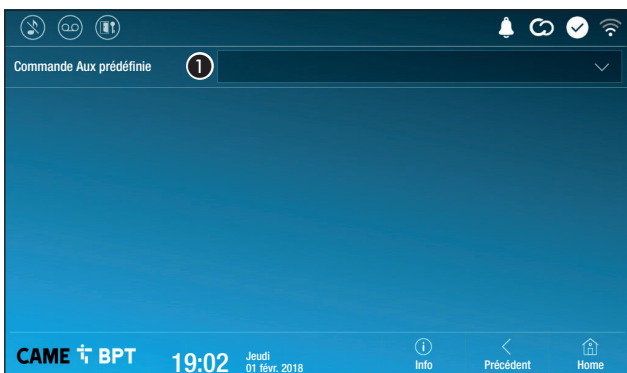 Commande Aux prédéfinie
1
CAME BPT
19:02
Jeudi
01 févr. 2018
Info
Précédent
Home